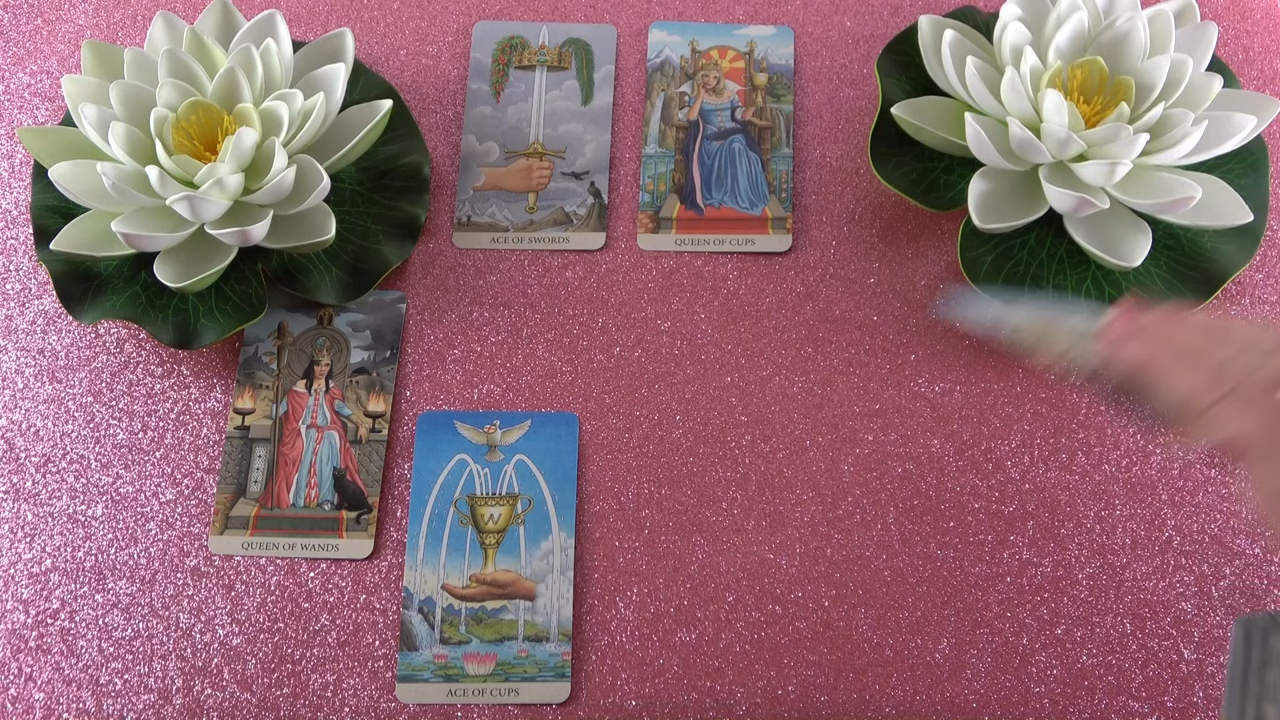 ACE OF SWORDS
QUEEN OF CUPS
QUEEN OF WANDS
W
ACE OF CUPS